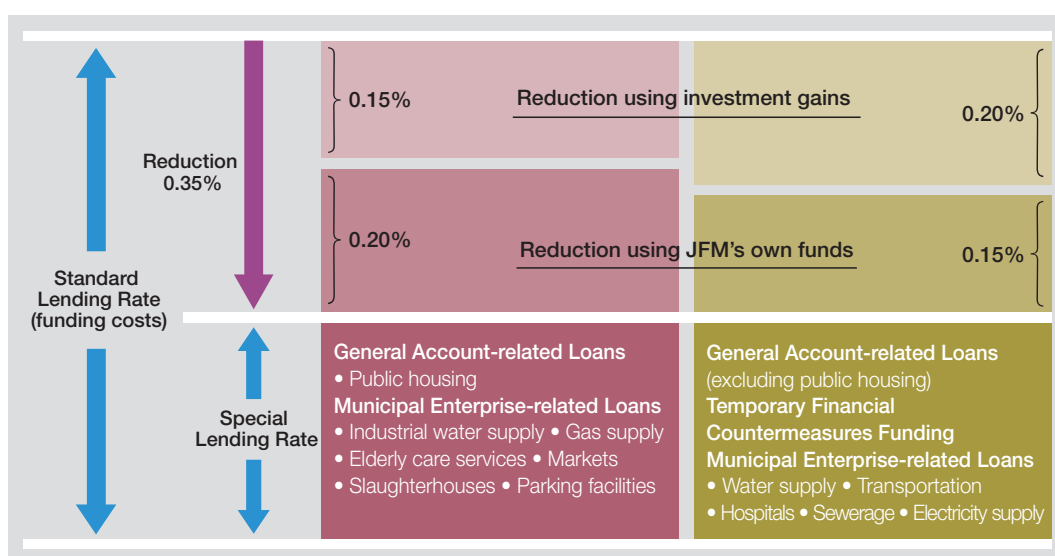 0.15%
Reduction using investment gains
0.20%
Reduction
0.35%
0.20%
Reduction using JFM’s own funds
0.15%
Standard
Lending Rate
(funding costs)
Special
Lending Rate
General Account-related Loans
• Public housing
Municipal Enterprise-related Loans
• Industrial water supply • Gas supply
• Elderly care services • Markets
• Slaughterhouses • Parking facilities
General Account-related Loans
(excluding public housing)
Temporary Financial
Countermeasures Funding
Municipal Enterprise-related Loans
• Water supply • Transportation
• Hospitals • Sewerage • Electricity supply